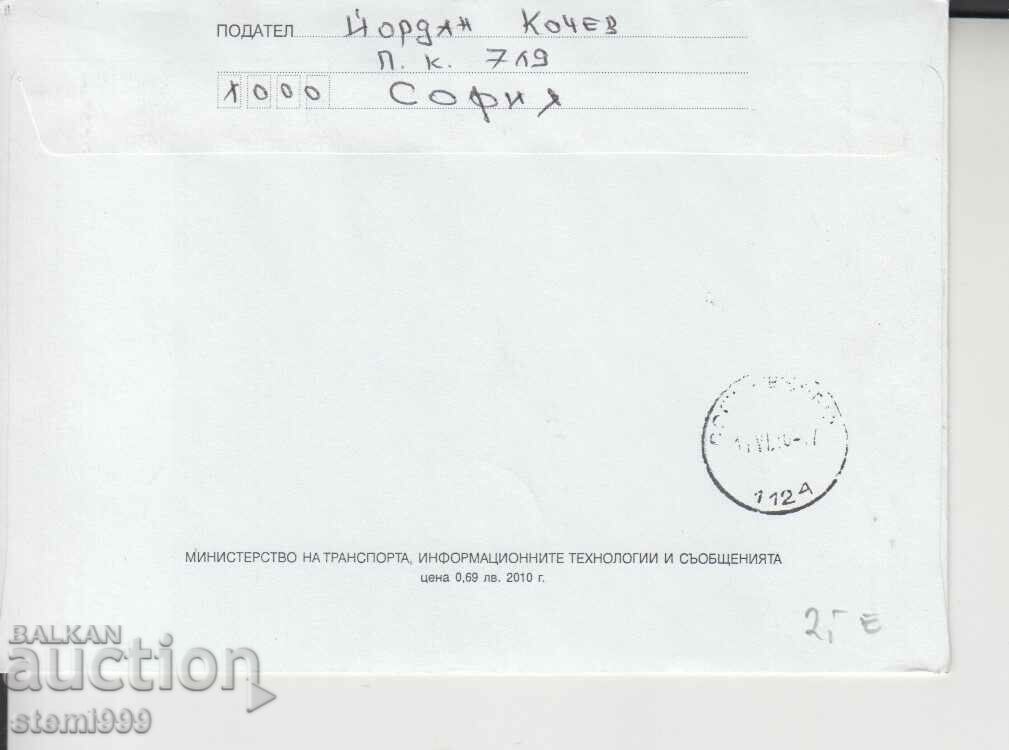 ПОДАТЕЛ Йордан Кочев
П. К. 719
1000 София
1124
МИНИСТЕРСТВО НА ТРАНСПОРТА, ИНФОРМАЦИОННИТЕ ТЕХНОЛОГИИ И СЪОБЩЕНИЯТА
цена 0,69 лв. 2010 г.
2,- Е
BALKAN
auction
stemi999